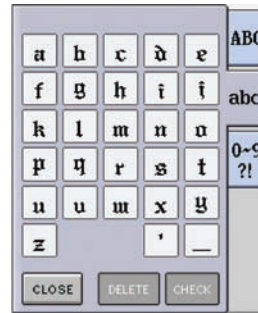 a b c d e
f g h i j
k l m n o
p q r s t
u v w x y
z ' _
CLOSE DELETE CHECK
ABC
abc
0~9
?!